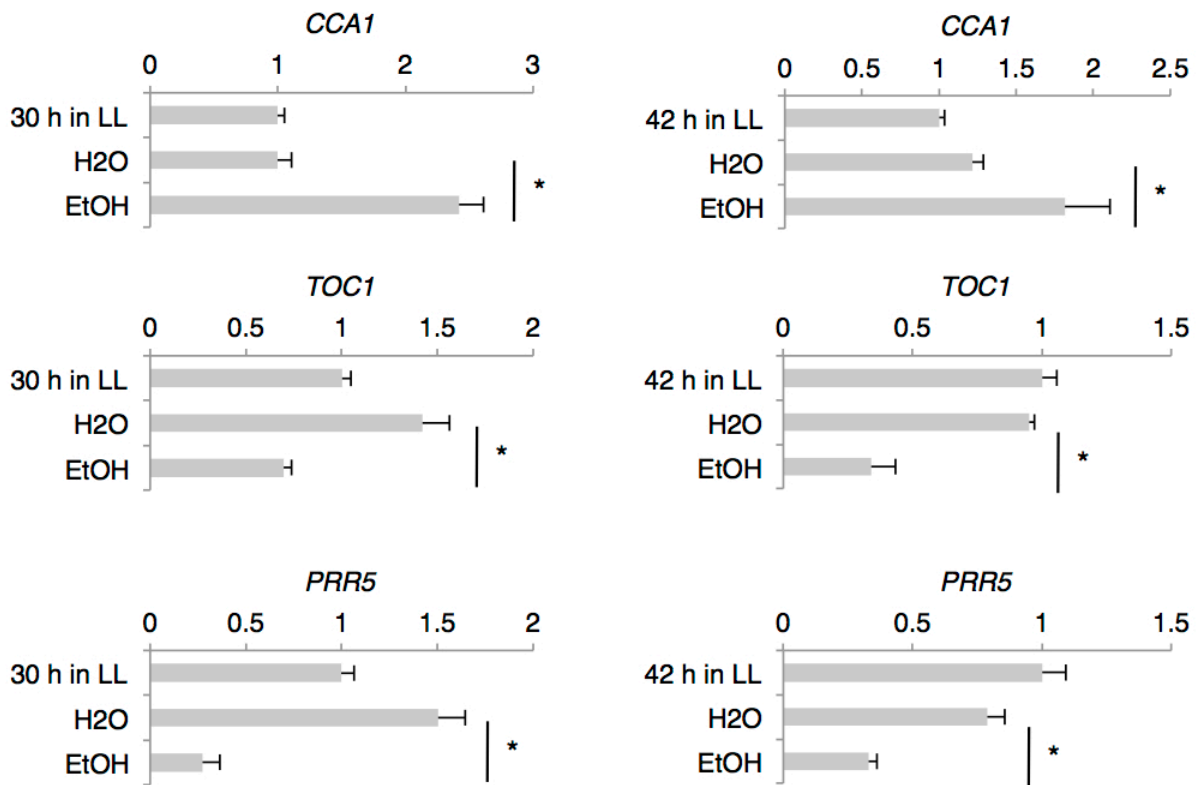 CCA1
0 1 2 3
30 h in LL
H2O
EtOH
*
CCA1
0 0.5 1 1.5 2 2.5
42 h in LL
H2O
EtOH
*
TOC1
0 0.5 1 1.5 2
30 h in LL
H2O
EtOH
*
TOC1
0 0.5 1 1.5
42 h in LL
H2O
EtOH
*
PRR5
0 0.5 1 1.5 2
30 h in LL
H2O
EtOH
*
PRR5
0 0.5 1 1.5
42 h in LL
H2O
EtOH
*